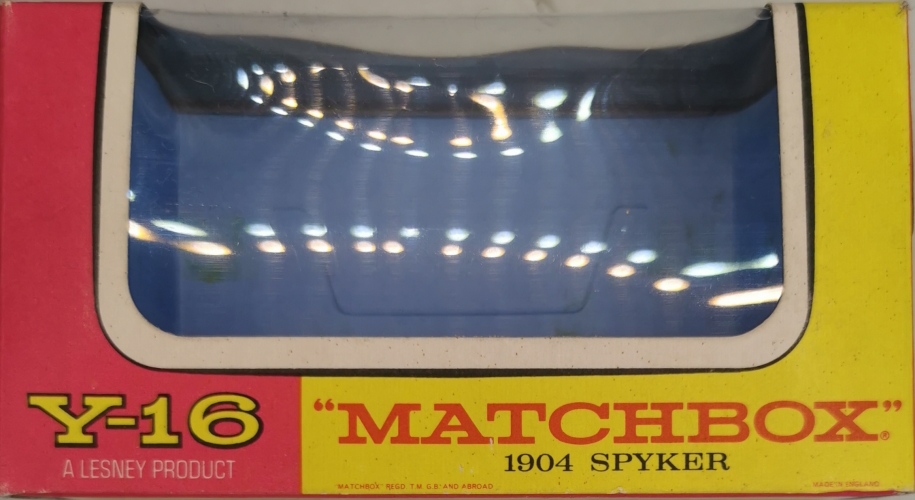 Y-16
A LESNEY PRODUCT
“MATCHBOX”®
1904 SPYKER
"MATCHBOX" REGD. T.M. G.B. AND ABROAD
MADE IN ENGLAND